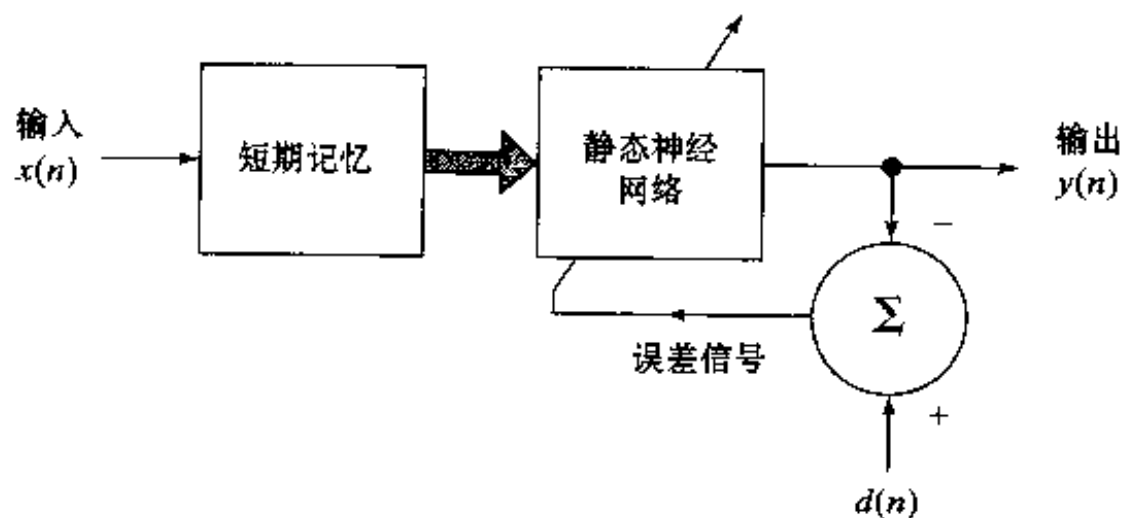 输入
x(n)
短期记忆
静态神经
网络
输出
y(n)
−
Σ
误差信号
+
d(n)